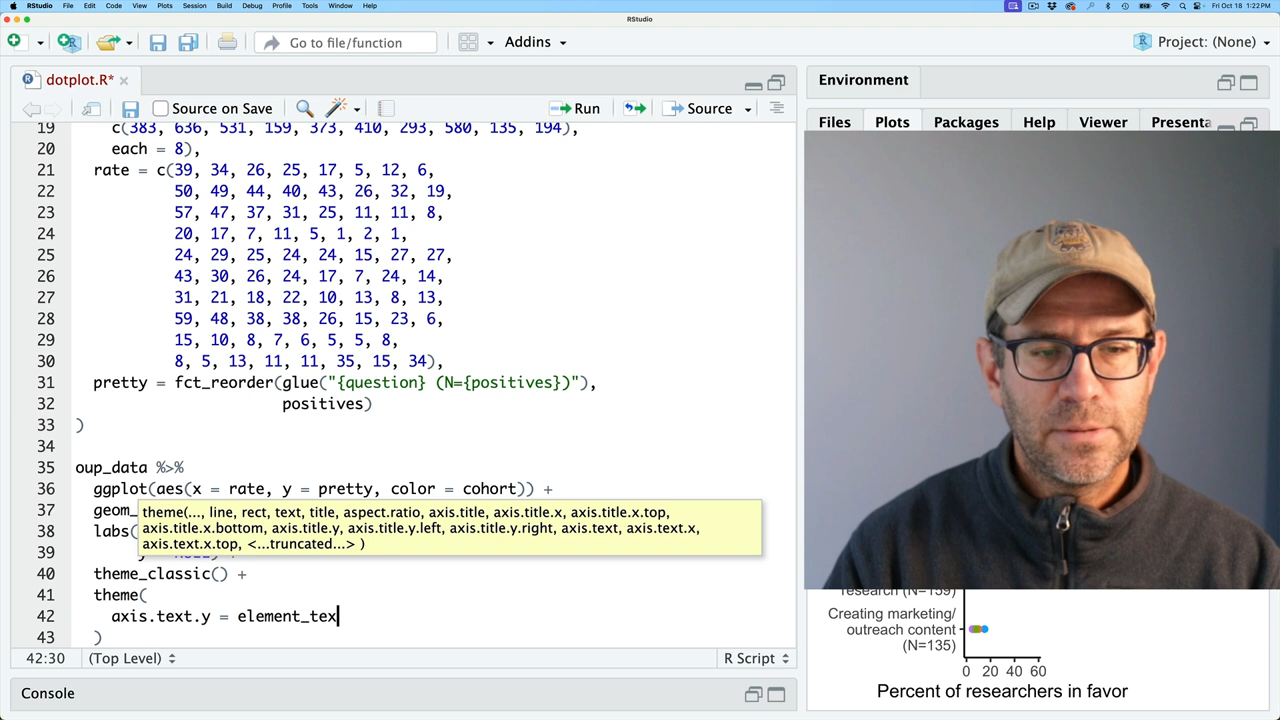 RStudio File Edit Code View Plots Session Build Debug Profile Tools Window Help Fri Oct 18 1:22 PM
RStudio
Go to file/function Addins Project: (None)
dotplot.R* Environment
Source on Save Run Source Files Plots Packages Help Viewer Presenta
19 c(383, 636, 531, 159, 373, 410, 293, 580, 135, 194),
20 each = 8),
21 rate = c(39, 34, 26, 25, 17, 5, 12, 6,
22 50, 49, 44, 40, 43, 26, 32, 19,
23 57, 47, 37, 31, 25, 11, 11, 8,
24 20, 17, 7, 11, 5, 1, 2, 1,
25 24, 29, 25, 24, 24, 15, 27, 27,
26 43, 30, 26, 24, 17, 7, 24, 14,
27 31, 21, 18, 22, 10, 13, 8, 13,
28 59, 48, 38, 38, 26, 15, 23, 6,
29 15, 10, 8, 7, 6, 5, 5, 8,
30 8, 5, 13, 11, 11, 35, 15, 34),
31 pretty = fct_reorder(glue("{question} (N={positives})"),
32 positives)
33 )
34
35 oup_data %>%
36 ggplot(aes(x = rate, y = pretty, color = cohort)) +
37 geom_
theme(..., line, rect, text, title, aspect.ratio, axis.title, axis.title.x, axis.title.x.top,
38 labs(
axis.title.x.bottom, axis.title.y, axis.title.y.left, axis.title.y.right, axis.text, axis.text.x,
39
axis.text.x.top, <...truncated...> )
40 theme_classic() +
41 theme(
42 axis.text.y = element_tex
43 )
42:30 (Top Level) R Script
Console
research (N=159)
Creating marketing/
outreach content
(N=135)
0 20 40 60
Percent of researchers in favor